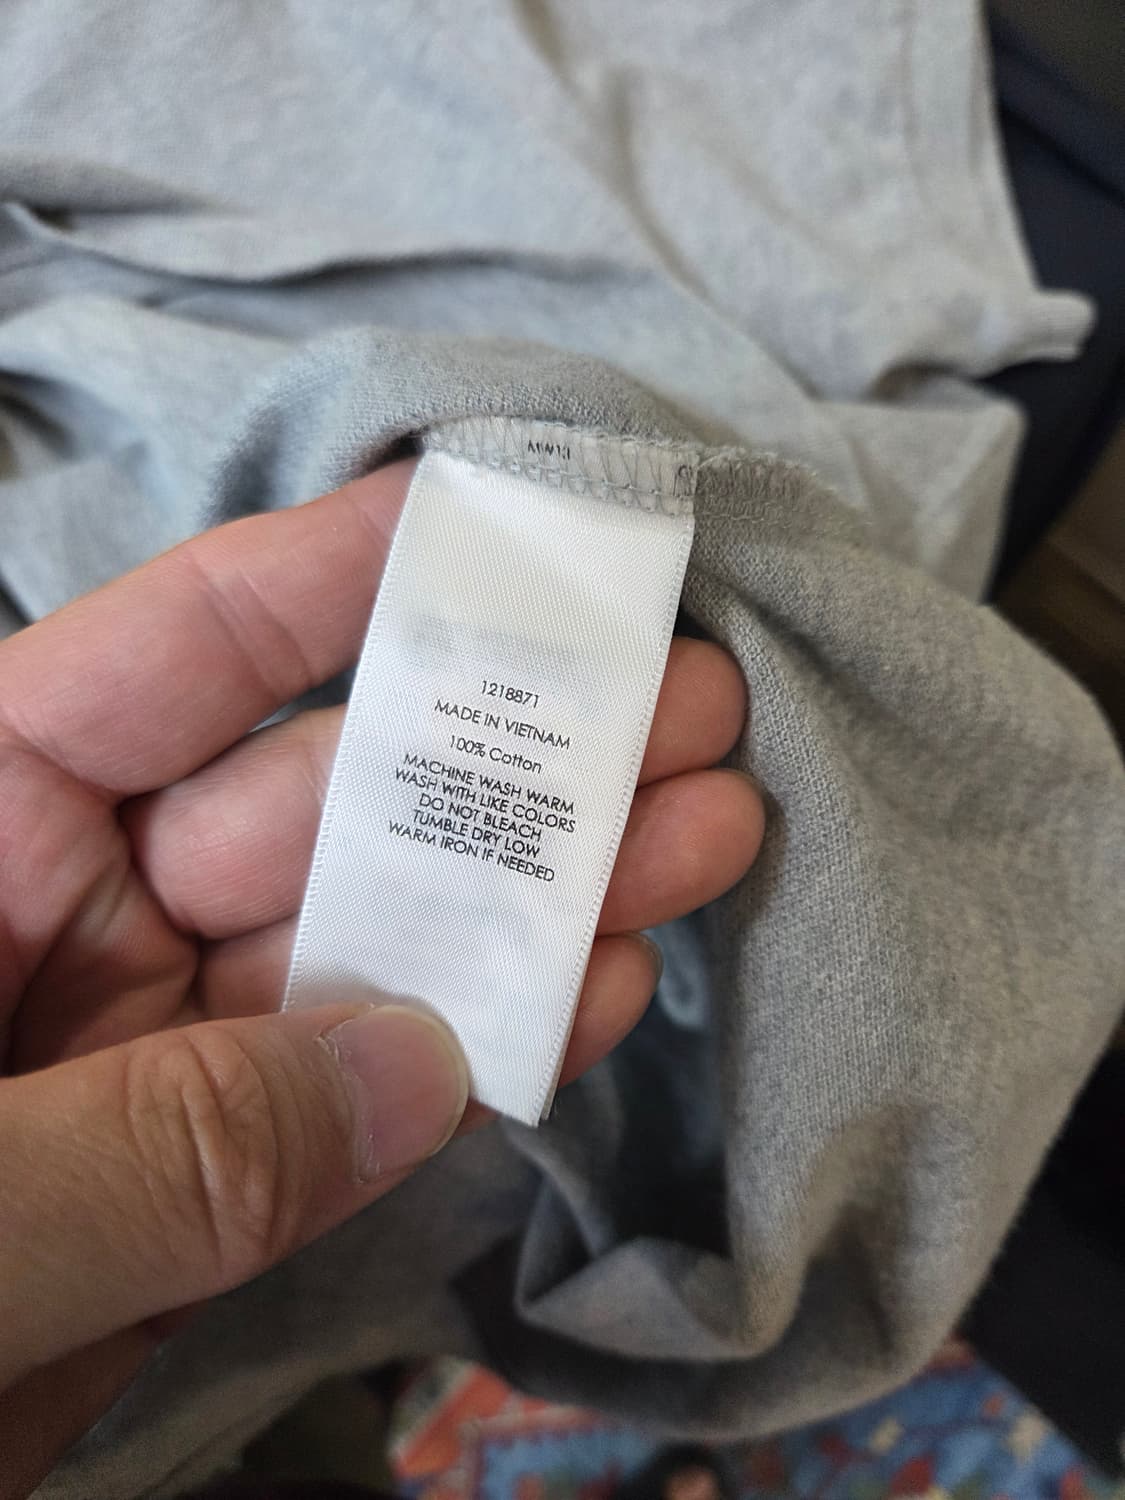 1218871
MADE IN VIETNAM
100% Cotton
MACHINE WASH WARM
WASH WITH LIKE COLORS
DO NOT BLEACH
TUMBLE DRY LOW
WARM IRON IF NEEDED